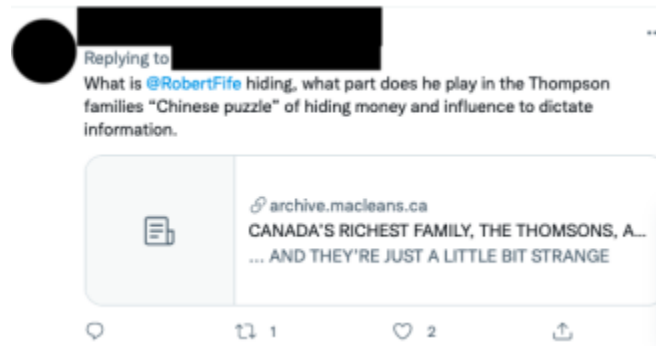 Replying to
What is @RobertFife hiding, what part does he play in the Thompson
families “Chinese puzzle” of hiding money and influence to dictate
information.
archive.macleans.ca
CANADA'S RICHEST FAMILY, THE THOMSONS, A...
... AND THEY'RE JUST A LITTLE BIT STRANGE
1 2